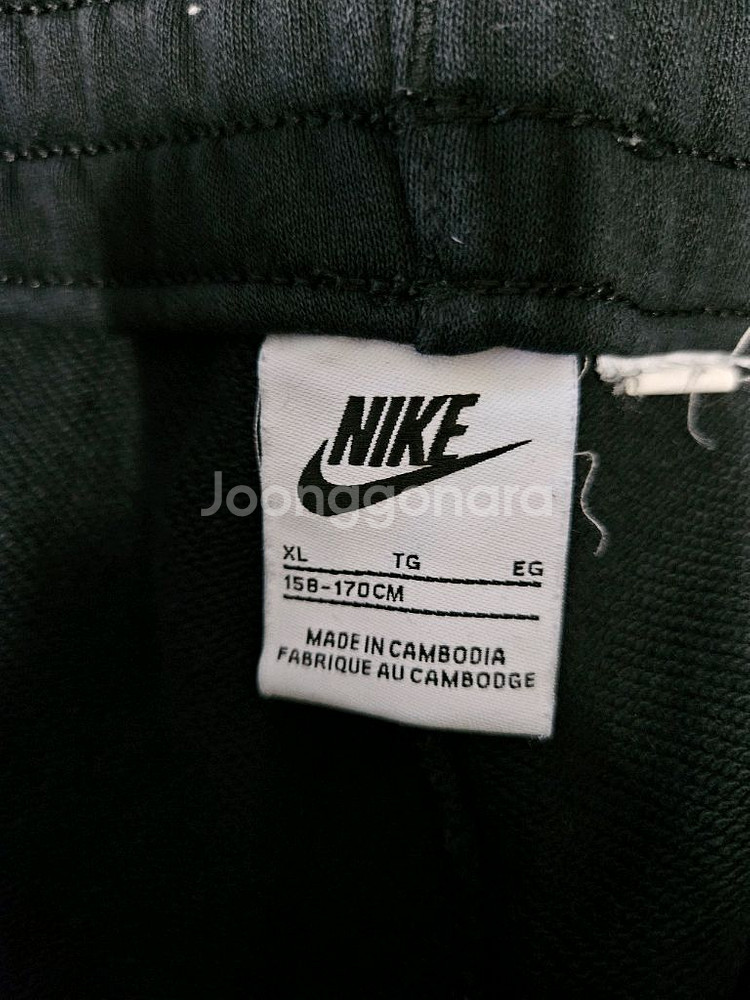 NIKE
Joonggonara
XL TG EG
158-170CM
MADE IN CAMBODIA
FABRIQUE AU CAMBODGE